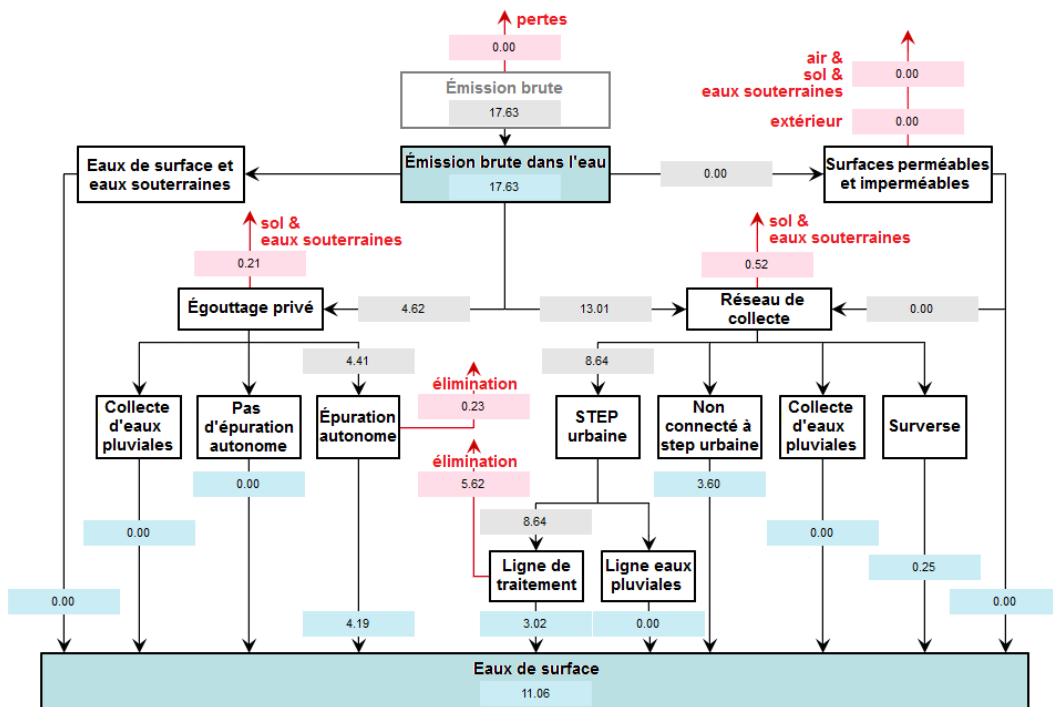 pertes
0.00
Émission brute
17.63
air &
sol &
eaux souterraines
0.00
extérieur
0.00
Eaux de surface et
eaux souterraines
Émission brute dans l'eau
17.63
0.00
Surfaces perméables
et imperméables
sol &
eaux souterraines
0.21
sol &
eaux souterraines
0.52
Égouttage privé
4.62
13.01
Réseau de
collecte
0.00
4.41
8.64
élimination
0.23
Collecte
d'eaux
pluviales
Pas
d'épuration
autonome
Épuration
autonome
STEP
urbaine
Non
connecté à
step urbaine
Collecte
d'eaux
pluviales
Surverse
élimination
5.62
0.00
3.60
0.00
8.64
0.00
Ligne de
traitement
Ligne eaux
pluviales
0.25
0.00
4.19
3.02
0.00
0.00
Eaux de surface
11.06